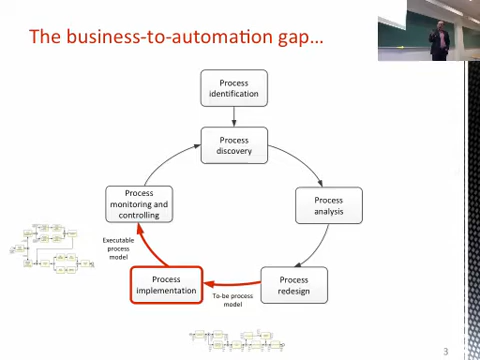 The business-to-automation gap…
Process
identification
Process
discovery
Process
monitoring and
controlling
Process
analysis
Executable
process
model
Process
implementation
To-be process
model
Process
redesign
3